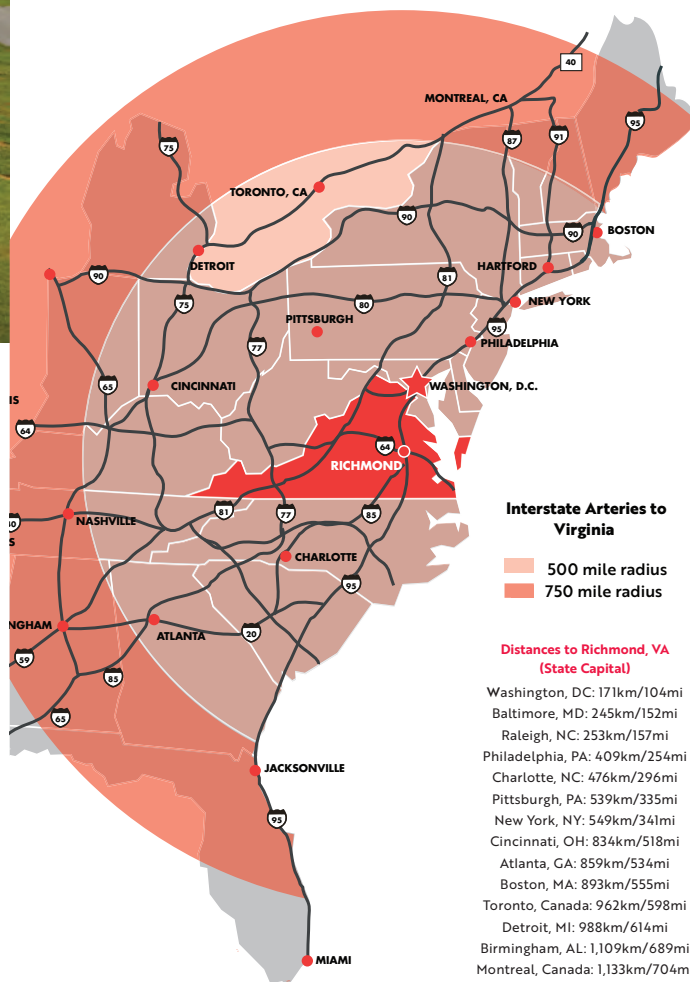 40
MONTREAL, CA
95
87
91
75
TORONTO, CA
90
90
BOSTON
DETROIT
HARTFORD
90
81
75
80
NEW YORK
PITTSBURGH
95
77
PHILADELPHIA
65
CINCINNATI
WASHINGTON, D.C.
IS
64
64
RICHMOND
81
77
85
NASHVILLE
S
CHARLOTTE
95
NGHAM
ATLANTA
20
59
85
65
JACKSONVILLE
95
MIAMI
Interstate Arteries to
Virginia
500 mile radius
750 mile radius
Distances to Richmond, VA
(State Capital)
Washington, DC: 171km/104mi
Baltimore, MD: 245km/152mi
Raleigh, NC: 253km/157mi
Philadelphia, PA: 409km/254mi
Charlotte, NC: 476km/296mi
Pittsburgh, PA: 539km/335mi
New York, NY: 549km/341mi
Cincinnati, OH: 834km/518mi
Atlanta, GA: 859km/534mi
Boston, MA: 893km/555mi
Toronto, Canada: 962km/598mi
Detroit, MI: 988km/614mi
Birmingham, AL: 1,109km/689mi
Montreal, Canada: 1,133km/704m